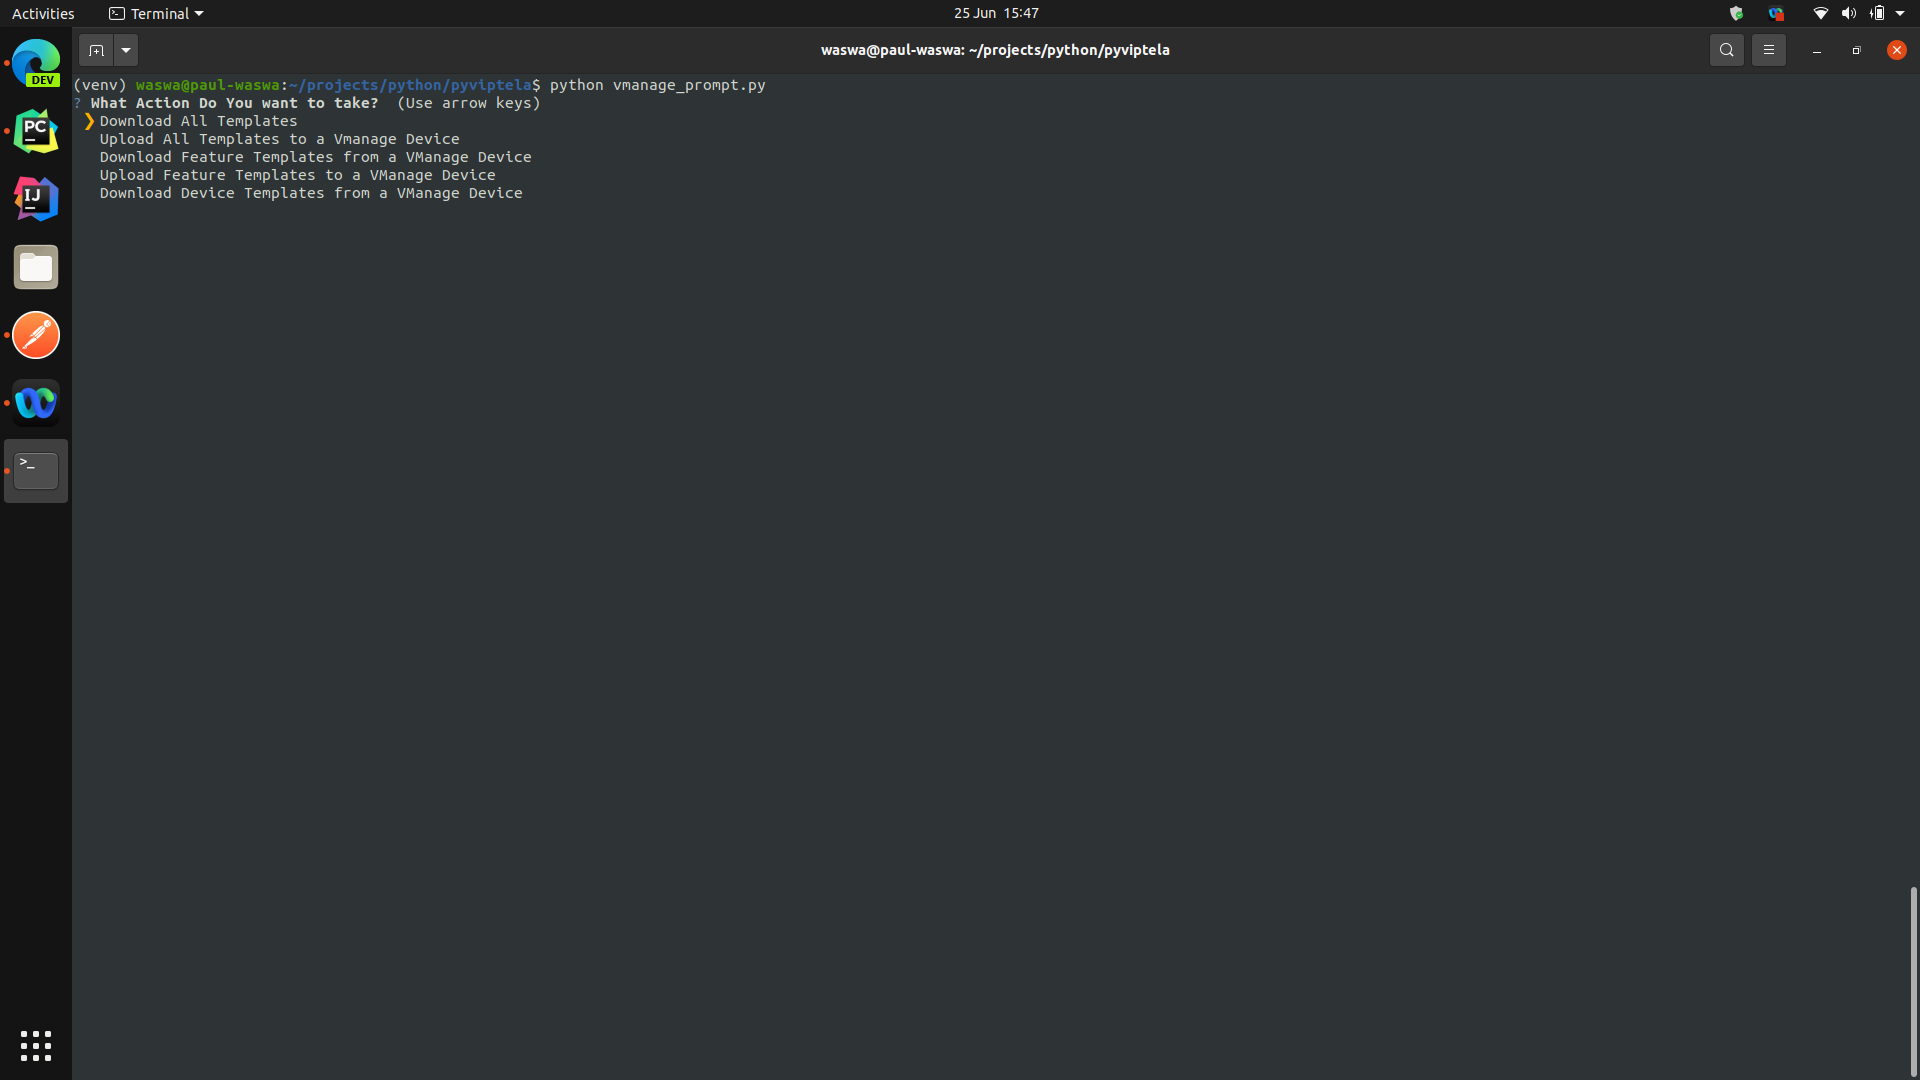 Activities
Terminal
25 Jun 15:47
waswa@paul-waswa: ~/projects/python/pyviptela
(venv) waswa@paul-waswa:~/projects/python/pyviptela$ python vmanage_prompt.py
? What Action Do You want to take?  (Use arrow keys)
❯ Download All Templates
Upload All Templates to a Vmanage Device
Download Feature Templates from a VManage Device
Upload Feature Templates to a VManage Device
Download Device Templates from a VManage Device
DEV
PC
IJ
>_